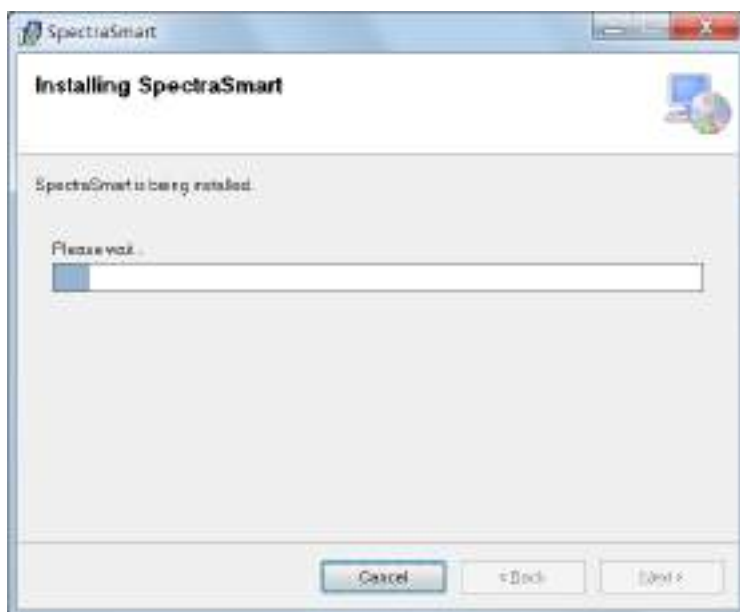 SpectraSmart
Installing SpectraSmart
SpectraSmart is being installed.
Please wait...
Cancel
< Back
Next >